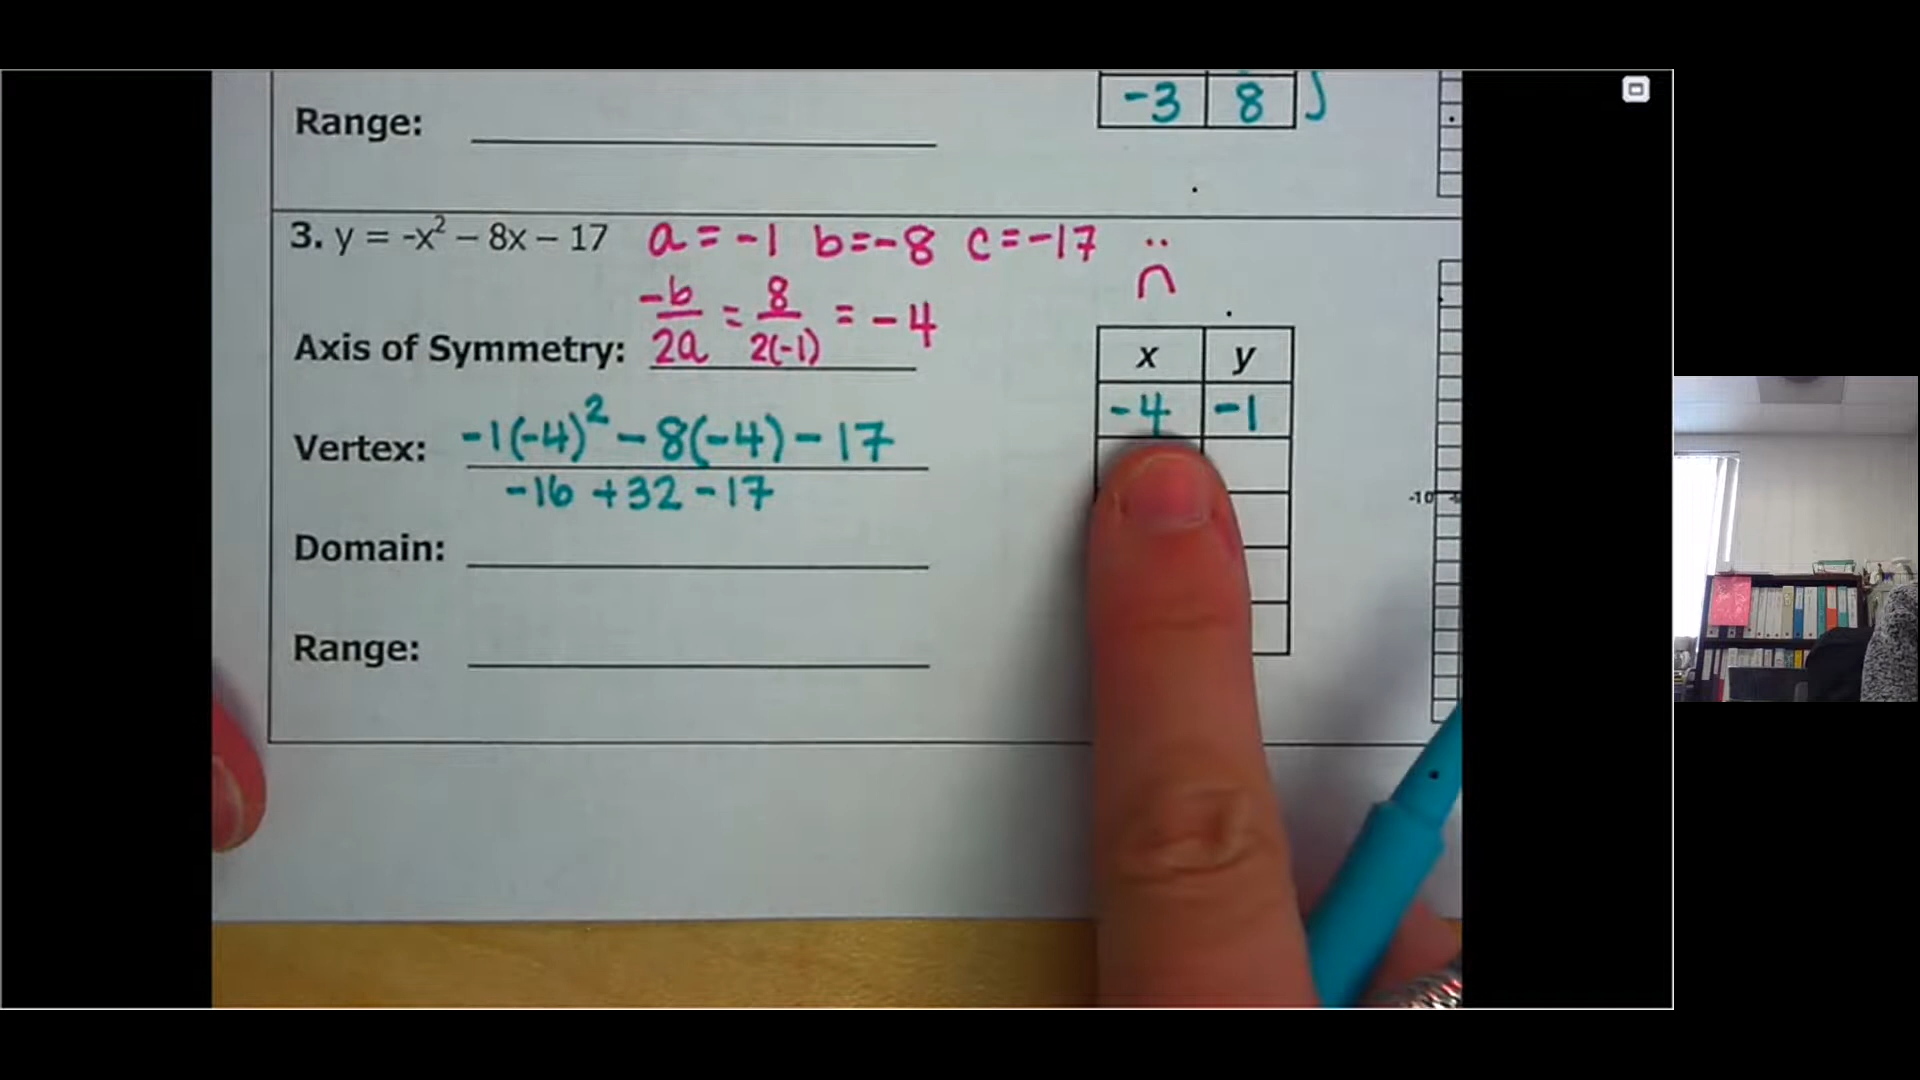 -3 8
Range:
3. y = -x² – 8x – 17 a = -1 b = -8 c = -17
-b/2a = 8/2(-1) = -4
Axis of Symmetry:
x y
-4 -1
Vertex: -1(-4)² - 8(-4) - 17
-16 + 32 - 17
-10
Domain:
Range: